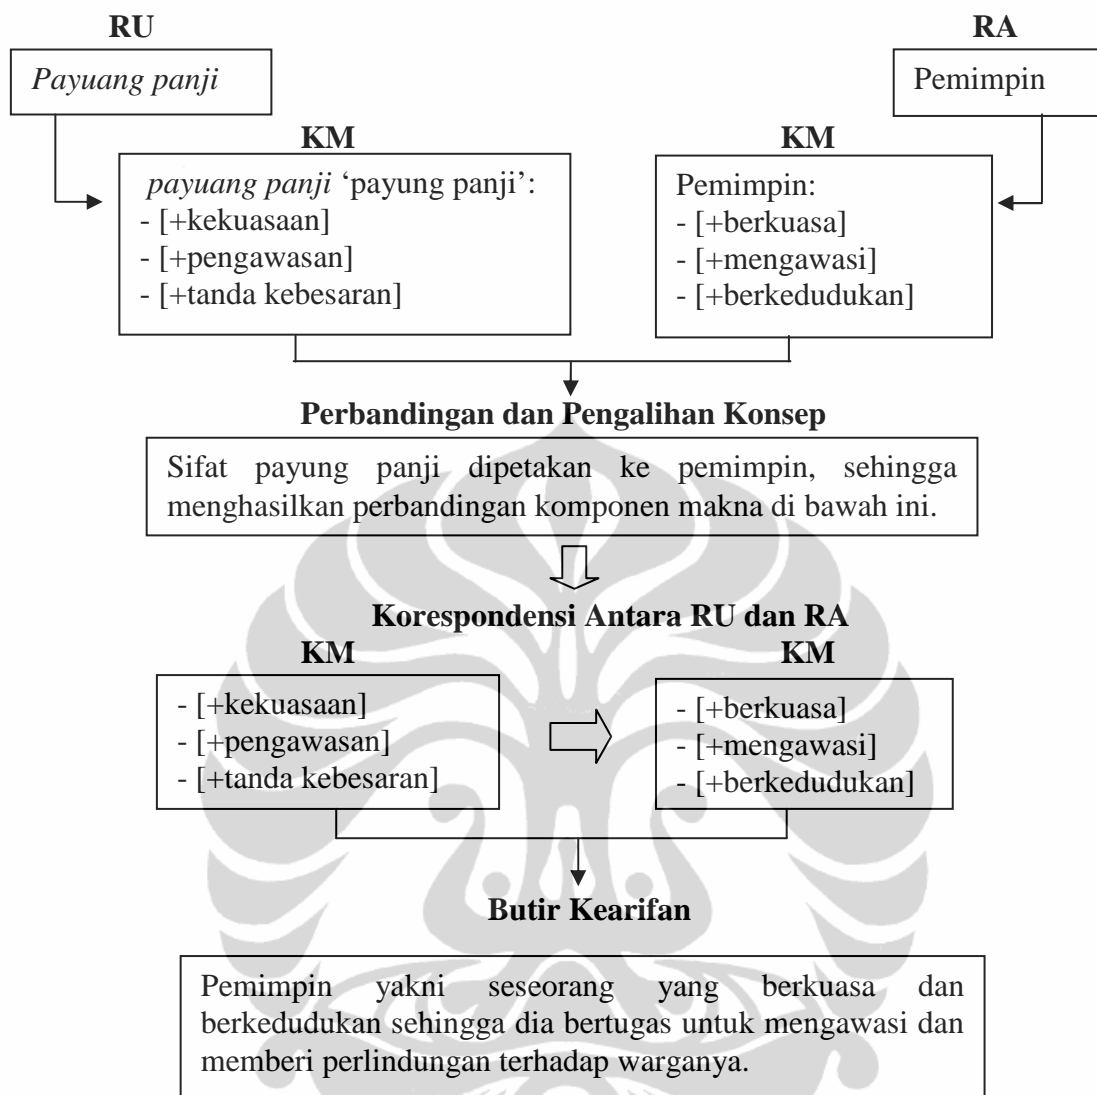 RU RA
Payuang panji Pemimpin
KM KM
payuang panji ‘payung panji’:
- [+kekuasaan]
- [+pengawasan]
- [+tanda kebesaran]
Pemimpin:
- [+berkuasa]
- [+mengawasi]
- [+berkedudukan]
Perbandingan dan Pengalihan Konsep
Sifat payung panji dipetakan ke pemimpin, sehingga
menghasilkan perbandingan komponen makna di bawah ini.
Korespondensi Antara RU dan RA
KM KM
- [+kekuasaan]
- [+pengawasan]
- [+tanda kebesaran]
- [+berkuasa]
- [+mengawasi]
- [+berkedudukan]
Butir Kearifan
Pemimpin yakni seseorang yang berkuasa dan
berkedudukan sehingga dia bertugas untuk mengawasi dan
memberi perlindungan terhadap warganya.